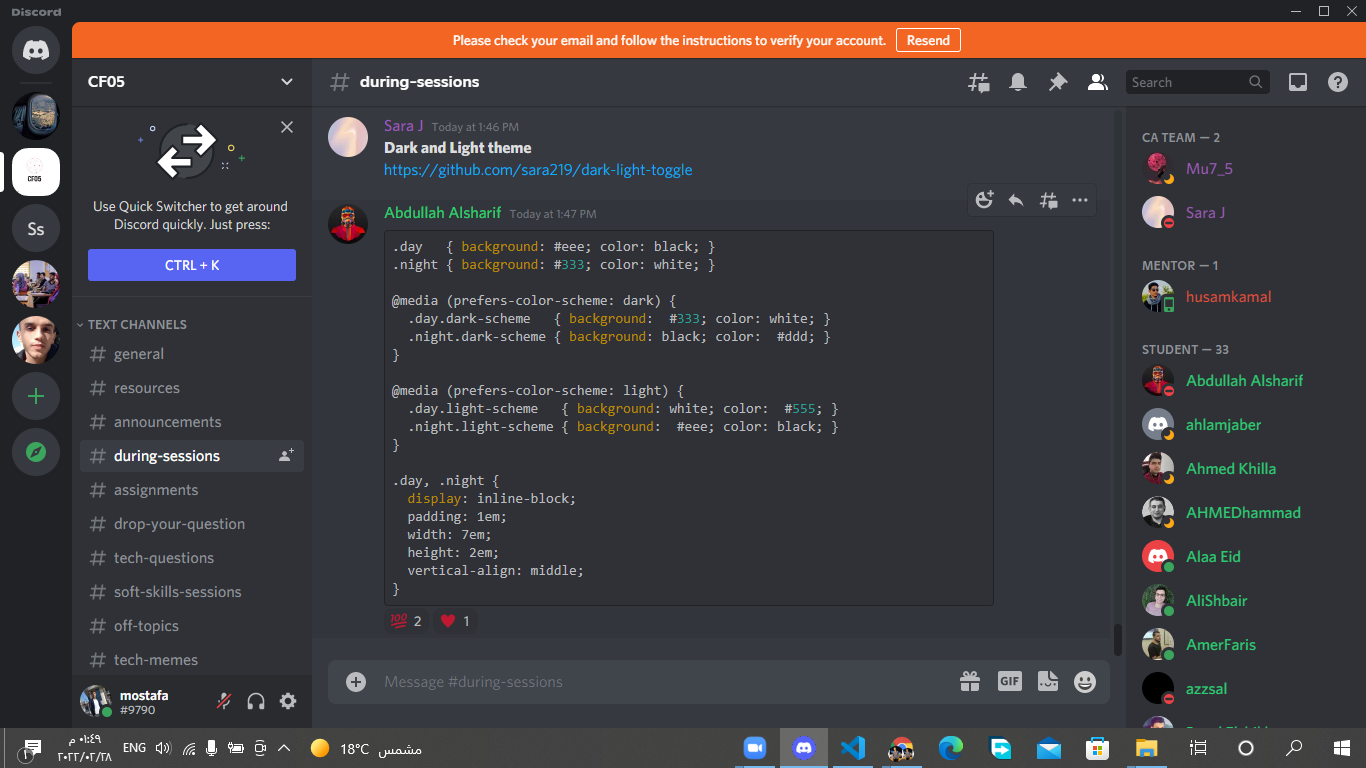 Discord
Please check your email and follow the instructions to verify your account.
Resend
CF05
Use Quick Switcher to get around
Discord quickly. Just press:
CTRL + K
TEXT CHANNELS
general
resources
announcements
during-sessions
assignments
drop-your-question
tech-questions
soft-skills-sessions
off-topics
tech-memes
mostafa
#9790
CF05
Ss
# during-sessions
Search
Sara J Today at 1:46 PM
Dark and Light theme
https://github.com/sara219/dark-light-toggle
Abdullah Alsharif Today at 1:47 PM
.day   { background: #eee; color: black; }
.night { background: #333; color: white; }
@media (prefers-color-scheme: dark) {
  .day.dark-scheme   { background:  #333; color: white; }
  .night.dark-scheme { background: black; color:  #ddd; }
}
@media (prefers-color-scheme: light) {
  .day.light-scheme   { background: white; color:  #555; }
  .night.light-scheme { background:  #eee; color: black; }
}
.day, .night {
  display: inline-block;
  padding: 1em;
  width: 7em;
  height: 2em;
  vertical-align: middle;
}
100 2
1
Message #during-sessions
GIF
CA TEAM — 2
Mu7_5
Sara J
MENTOR — 1
husamkamal
STUDENT — 33
Abdullah Alsharif
ahlamjaber
Ahmed Khilla
AHMEDhammad
Alaa Eid
AliShbair
AmerFaris
azzsal
٠١:٤٩ م
٢٠٢٢/٠٢/٢٨
ENG
18°C مشمس